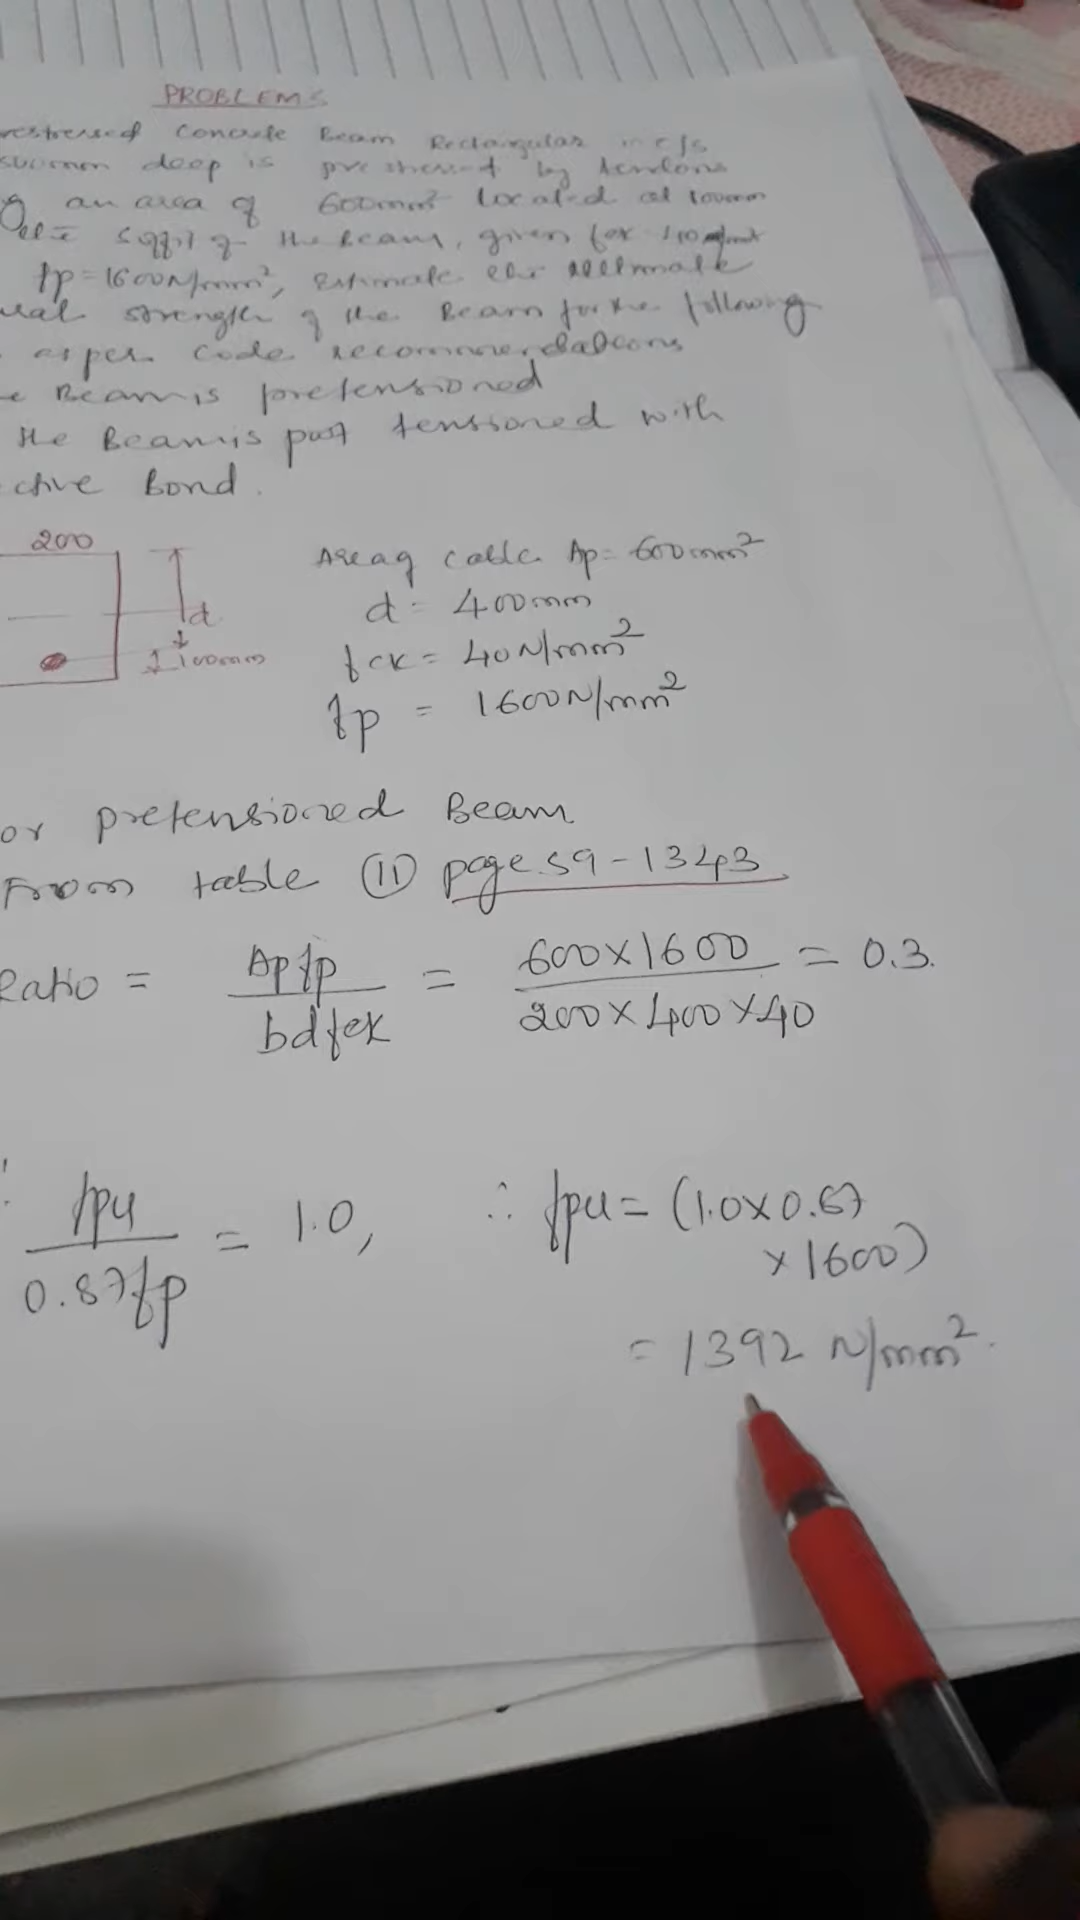 PROBLEMS
restressed Concrete Beam Rectangular in c/s
deep is prestressed by tendons
an area of 600mm² located at 100mm
soffit of the Beam, given fck 40
fp=1600N/mm², Estimate the ultimate
ural strength of the Beam for the following
as per code recommendations
e Beam is pretensioned
the Beam is post tensioned with
ctive Bond.
200
d
100mm
Area of cable Ap= 600mm²
d = 400mm
fck = 40N/mm²
fp = 1600N/mm²
or pretensioned Beam
From table (11) page 59-1343
Ratio = Apfp / bdfck = 600×1600 / 200×400×40 = 0.3.
fpu / 0.87fp = 1.0, ∴ fpu = (1.0×0.87
×1600)
= 1392 N/mm².